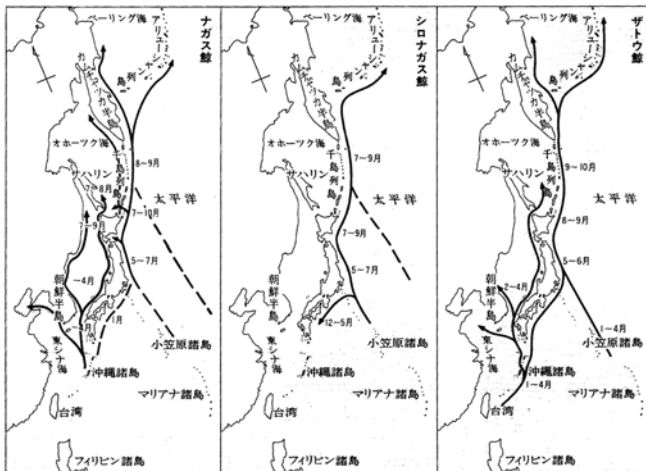 ナガス鯨
ベーリング海
アリューシャン列島
カムチャッカ半島
オホーツク海
サハリン
千島列島
太平洋
8~9月
7~8月
7~10月
7~9月
5~7月
~4月
1月
~4月
朝鮮半島
東シナ海
小笠原諸島
沖縄諸島
マリアナ諸島
台湾
フィリピン諸島
シロナガス鯨
ベーリング海
アリューシャン列島
カムチャッカ半島
オホーツク海
サハリン
千島列島
太平洋
7~9月
7~9月
5~7月
12~5月
朝鮮半島
東シナ海
小笠原諸島
沖縄諸島
マリアナ諸島
台湾
フィリピン諸島
ザトウ鯨
ベーリング海
アリューシャン列島
カムチャッカ半島
オホーツク海
サハリン
千島列島
太平洋
9~10月
8~9月
5~6月
2~4月
1~4月
1~4月
朝鮮半島
東シナ海
小笠原諸島
沖縄諸島
マリアナ諸島
台湾
フィリピン諸島